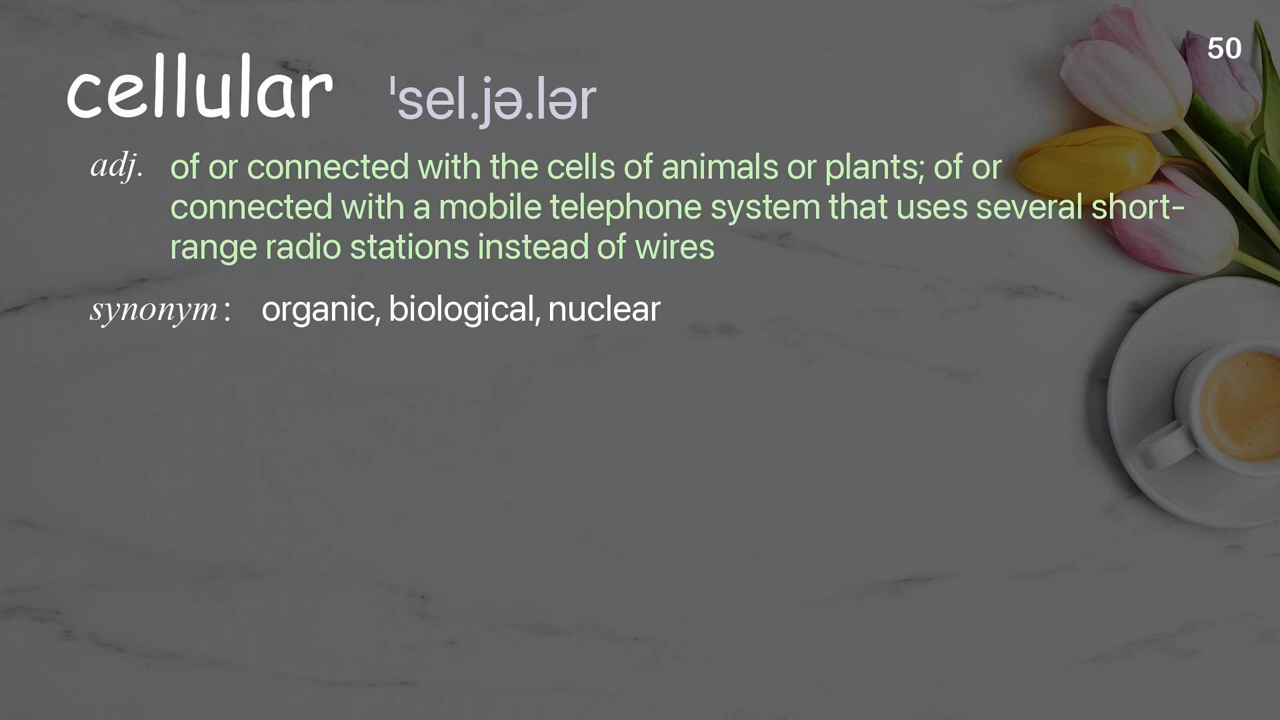 50
cellular ˈsel.jə.lər
adj. of or connected with the cells of animals or plants; of or
connected with a mobile telephone system that uses several short-
range radio stations instead of wires
synonym: organic, biological, nuclear